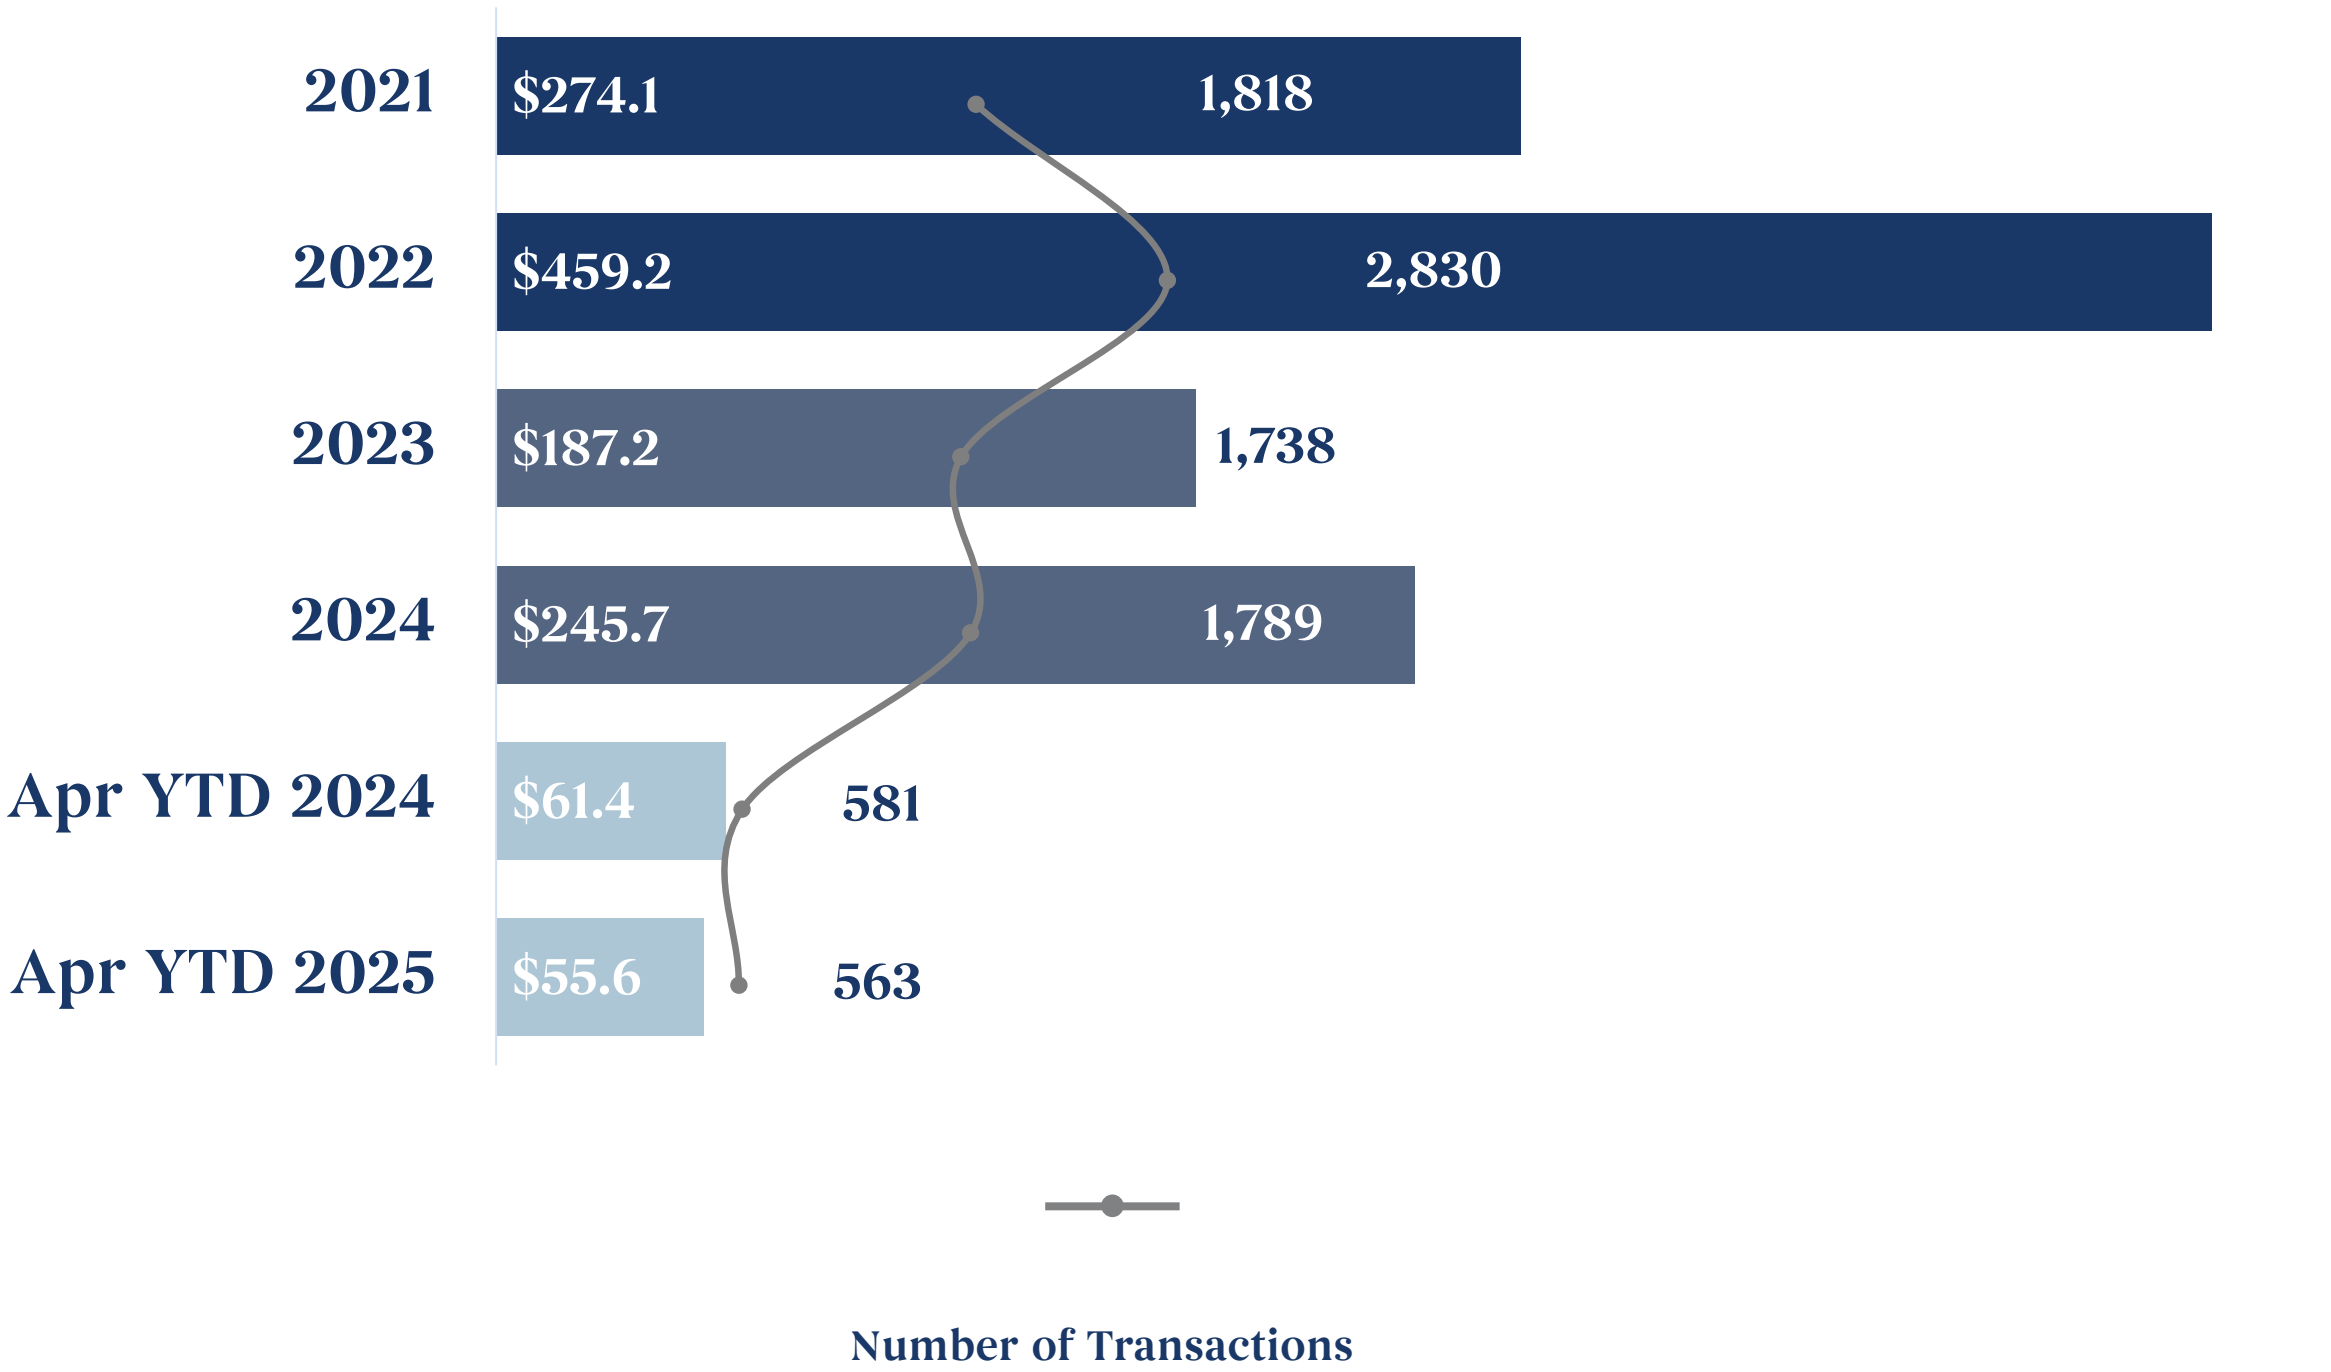 2021 $274.1 1,818
2022 $459.2 2,830
2023 $187.2 1,738
2024 $245.7 1,789
Apr YTD 2024 $61.4 581
Apr YTD 2025 $55.6 563
Number of Transactions